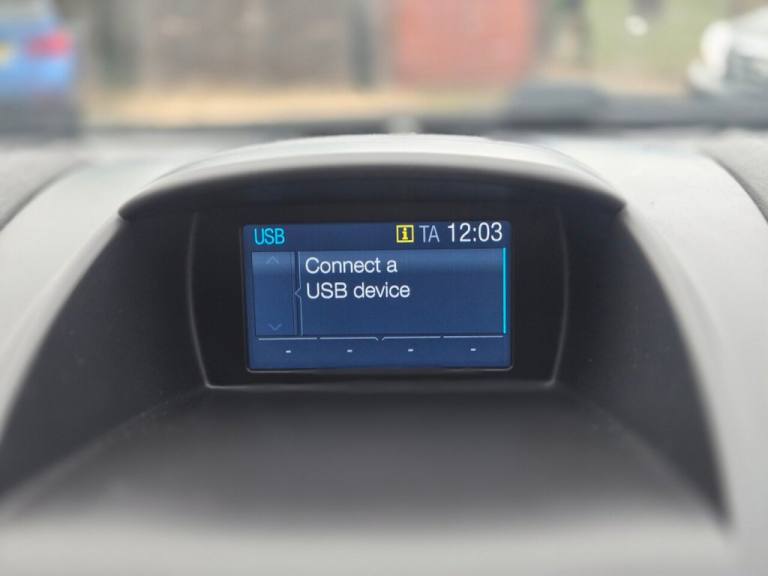 USB i TA 12:03
Connect a
USB device
- - - -